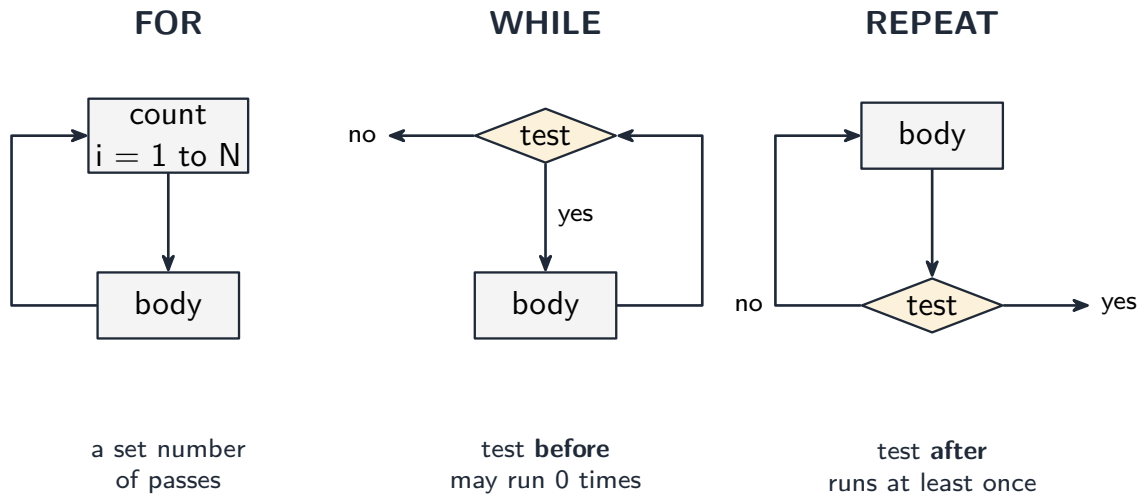 FOR
count
i = 1 to N
body
a set number
of passes
WHILE
no
test
yes
body
test before
may run 0 times
REPEAT
body
no
test
yes
test after
runs at least once